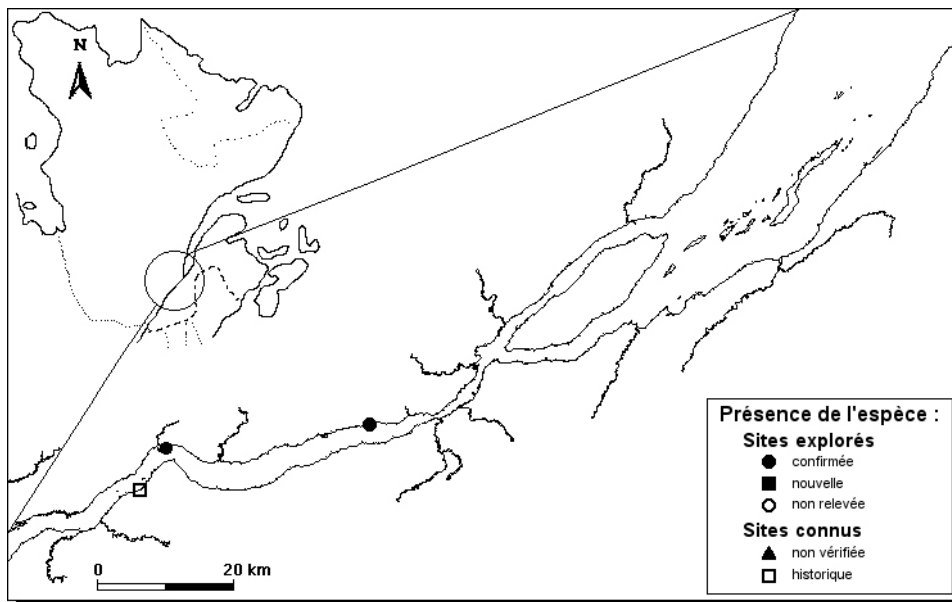 N
Présence de l'espèce :
Sites explorés
confirmée
nouvelle
non relevée
Sites connus
non vérifiée
historique
0 20 km